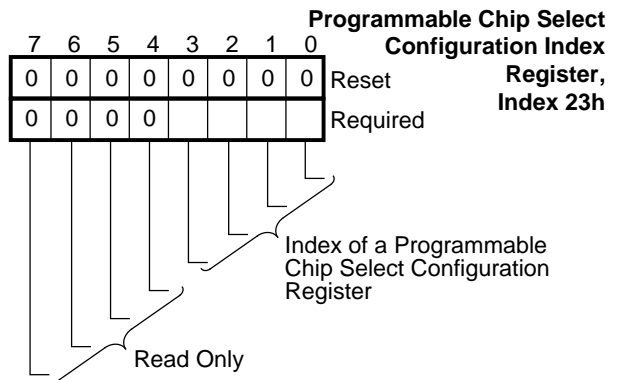 Programmable Chip Select
Configuration Index
Register,
Index 23h
7 6 5 4 3 2 1 0
0 0 0 0 0 0 0 0 Reset
0 0 0 0 Required
Index of a Programmable
Chip Select Configuration
Register
Read Only